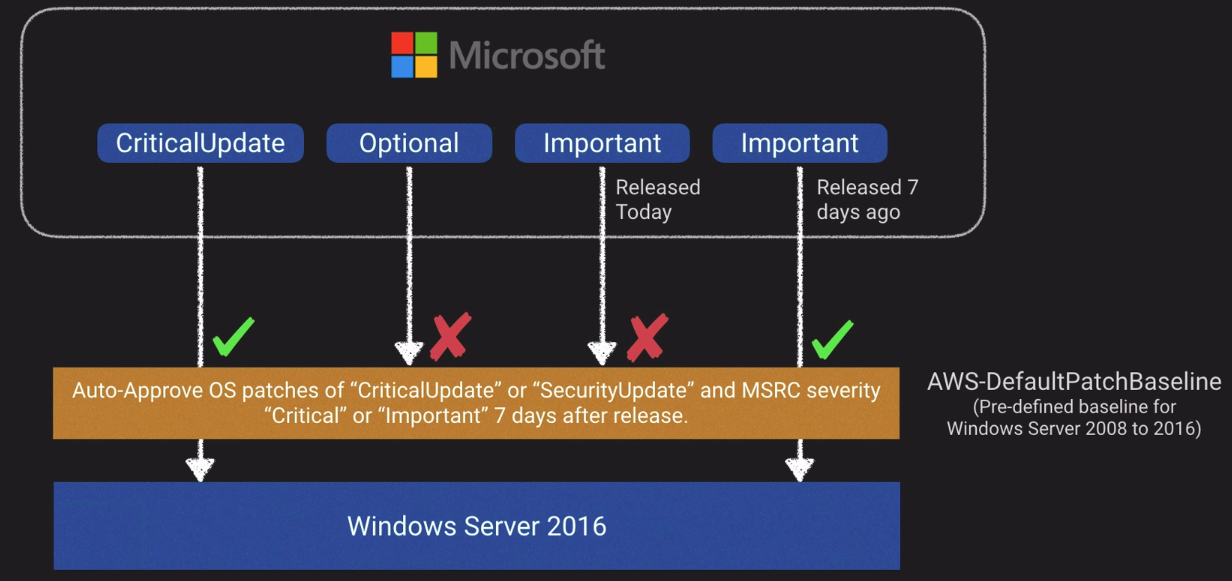 Microsoft
CriticalUpdate
Optional
Important
Important
Released
Today
Released 7
days ago
Auto-Approve OS patches of “CriticalUpdate” or “SecurityUpdate” and MSRC severity
“Critical” or “Important” 7 days after release.
AWS-DefaultPatchBaseline
(Pre-defined baseline for
Windows Server 2008 to 2016)
Windows Server 2016